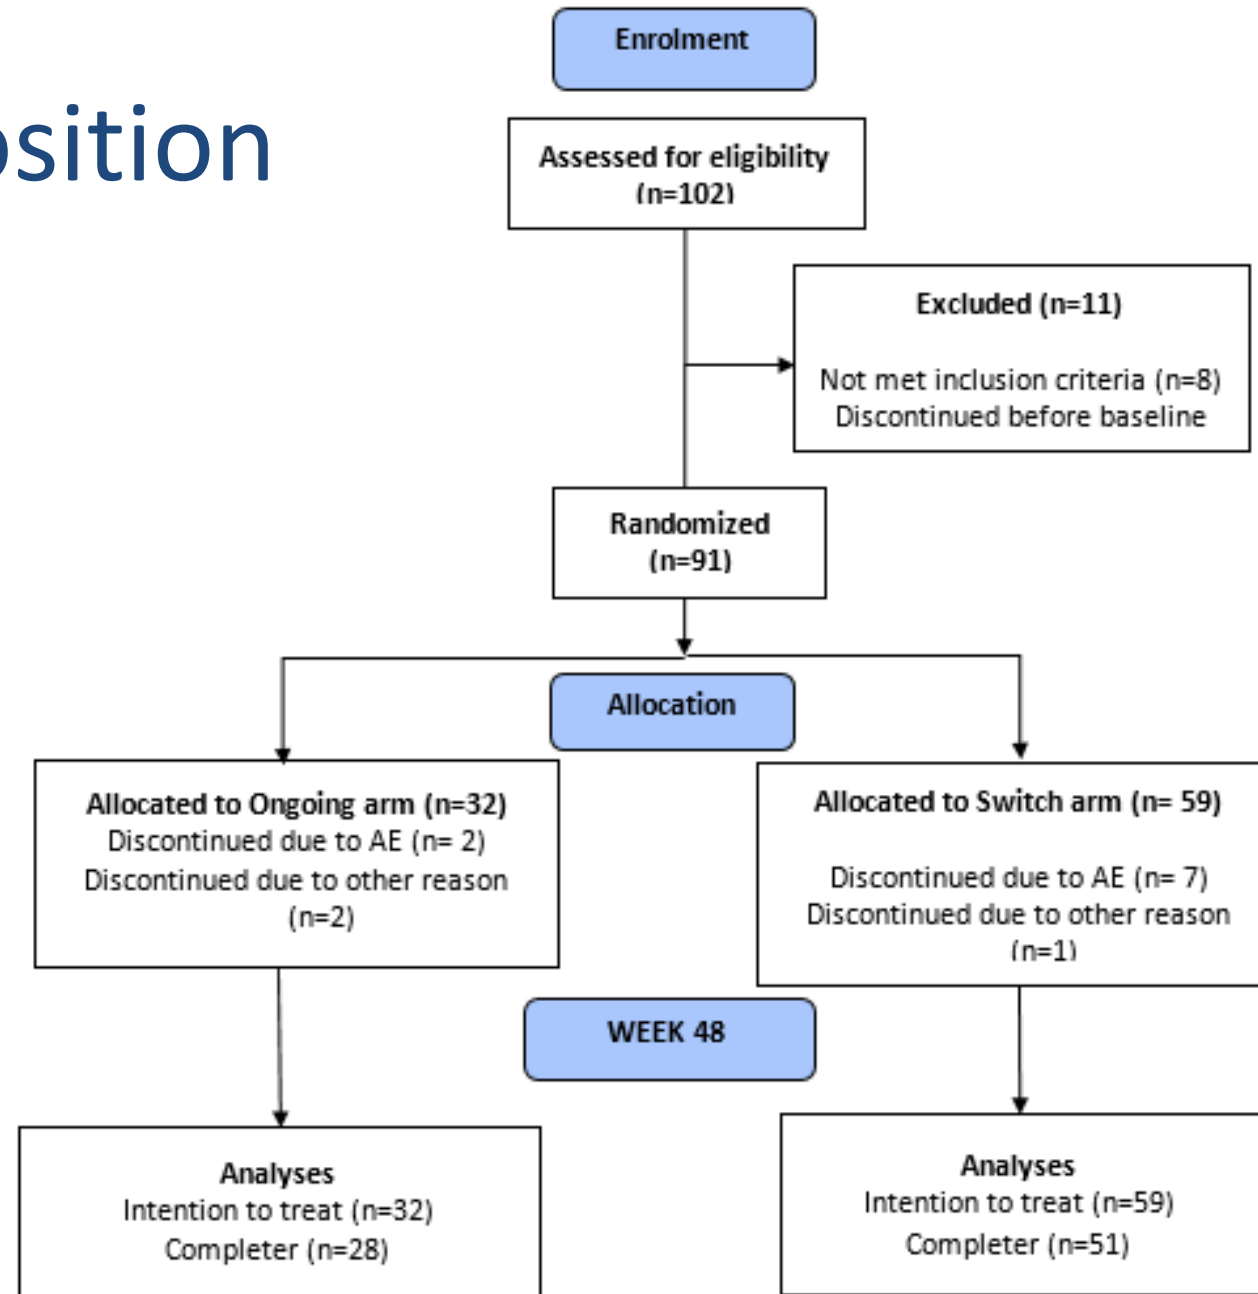 Enrolment
osition
Assessed for eligibility
(n=102)
Excluded (n=11)
Not met inclusion criteria (n=8)
Discontinued before baseline
Randomized
(n=91)
Allocation
Allocated to Ongoing arm (n=32)
Discontinued due to AE (n= 2)
Discontinued due to other reason
(n=2)
Allocated to Switch arm (n= 59)
Discontinued due to AE (n= 7)
Discontinued due to other reason
(n=1)
WEEK 48
Analyses
Intention to treat (n=32)
Completer (n=28)
Analyses
Intention to treat (n=59)
Completer (n=51)